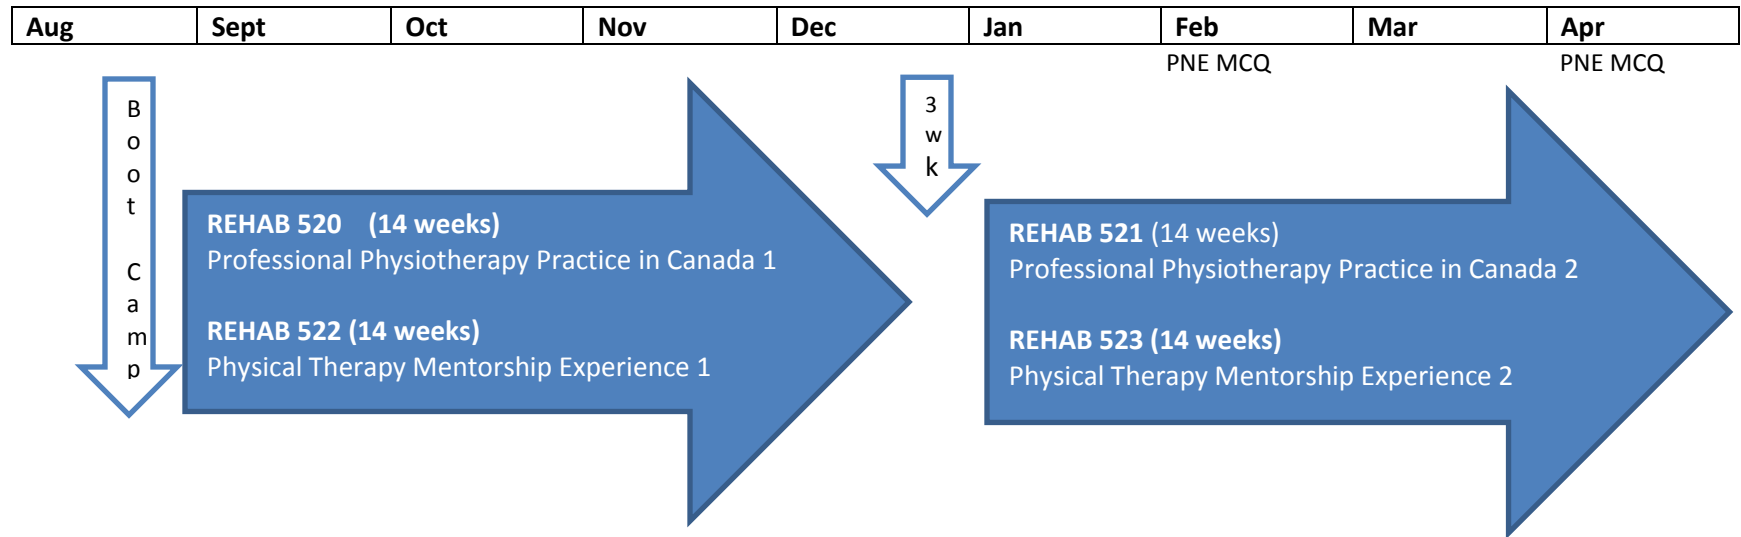 Aug Sept Oct Nov Dec Jan Feb Mar Apr
PNE MCQ PNE MCQ
B
o
o
t
C
a
m
p
REHAB 520 (14 weeks)
Professional Physiotherapy Practice in Canada 1
REHAB 522 (14 weeks)
Physical Therapy Mentorship Experience 1
3
w
k
REHAB 521 (14 weeks)
Professional Physiotherapy Practice in Canada 2
REHAB 523 (14 weeks)
Physical Therapy Mentorship Experience 2